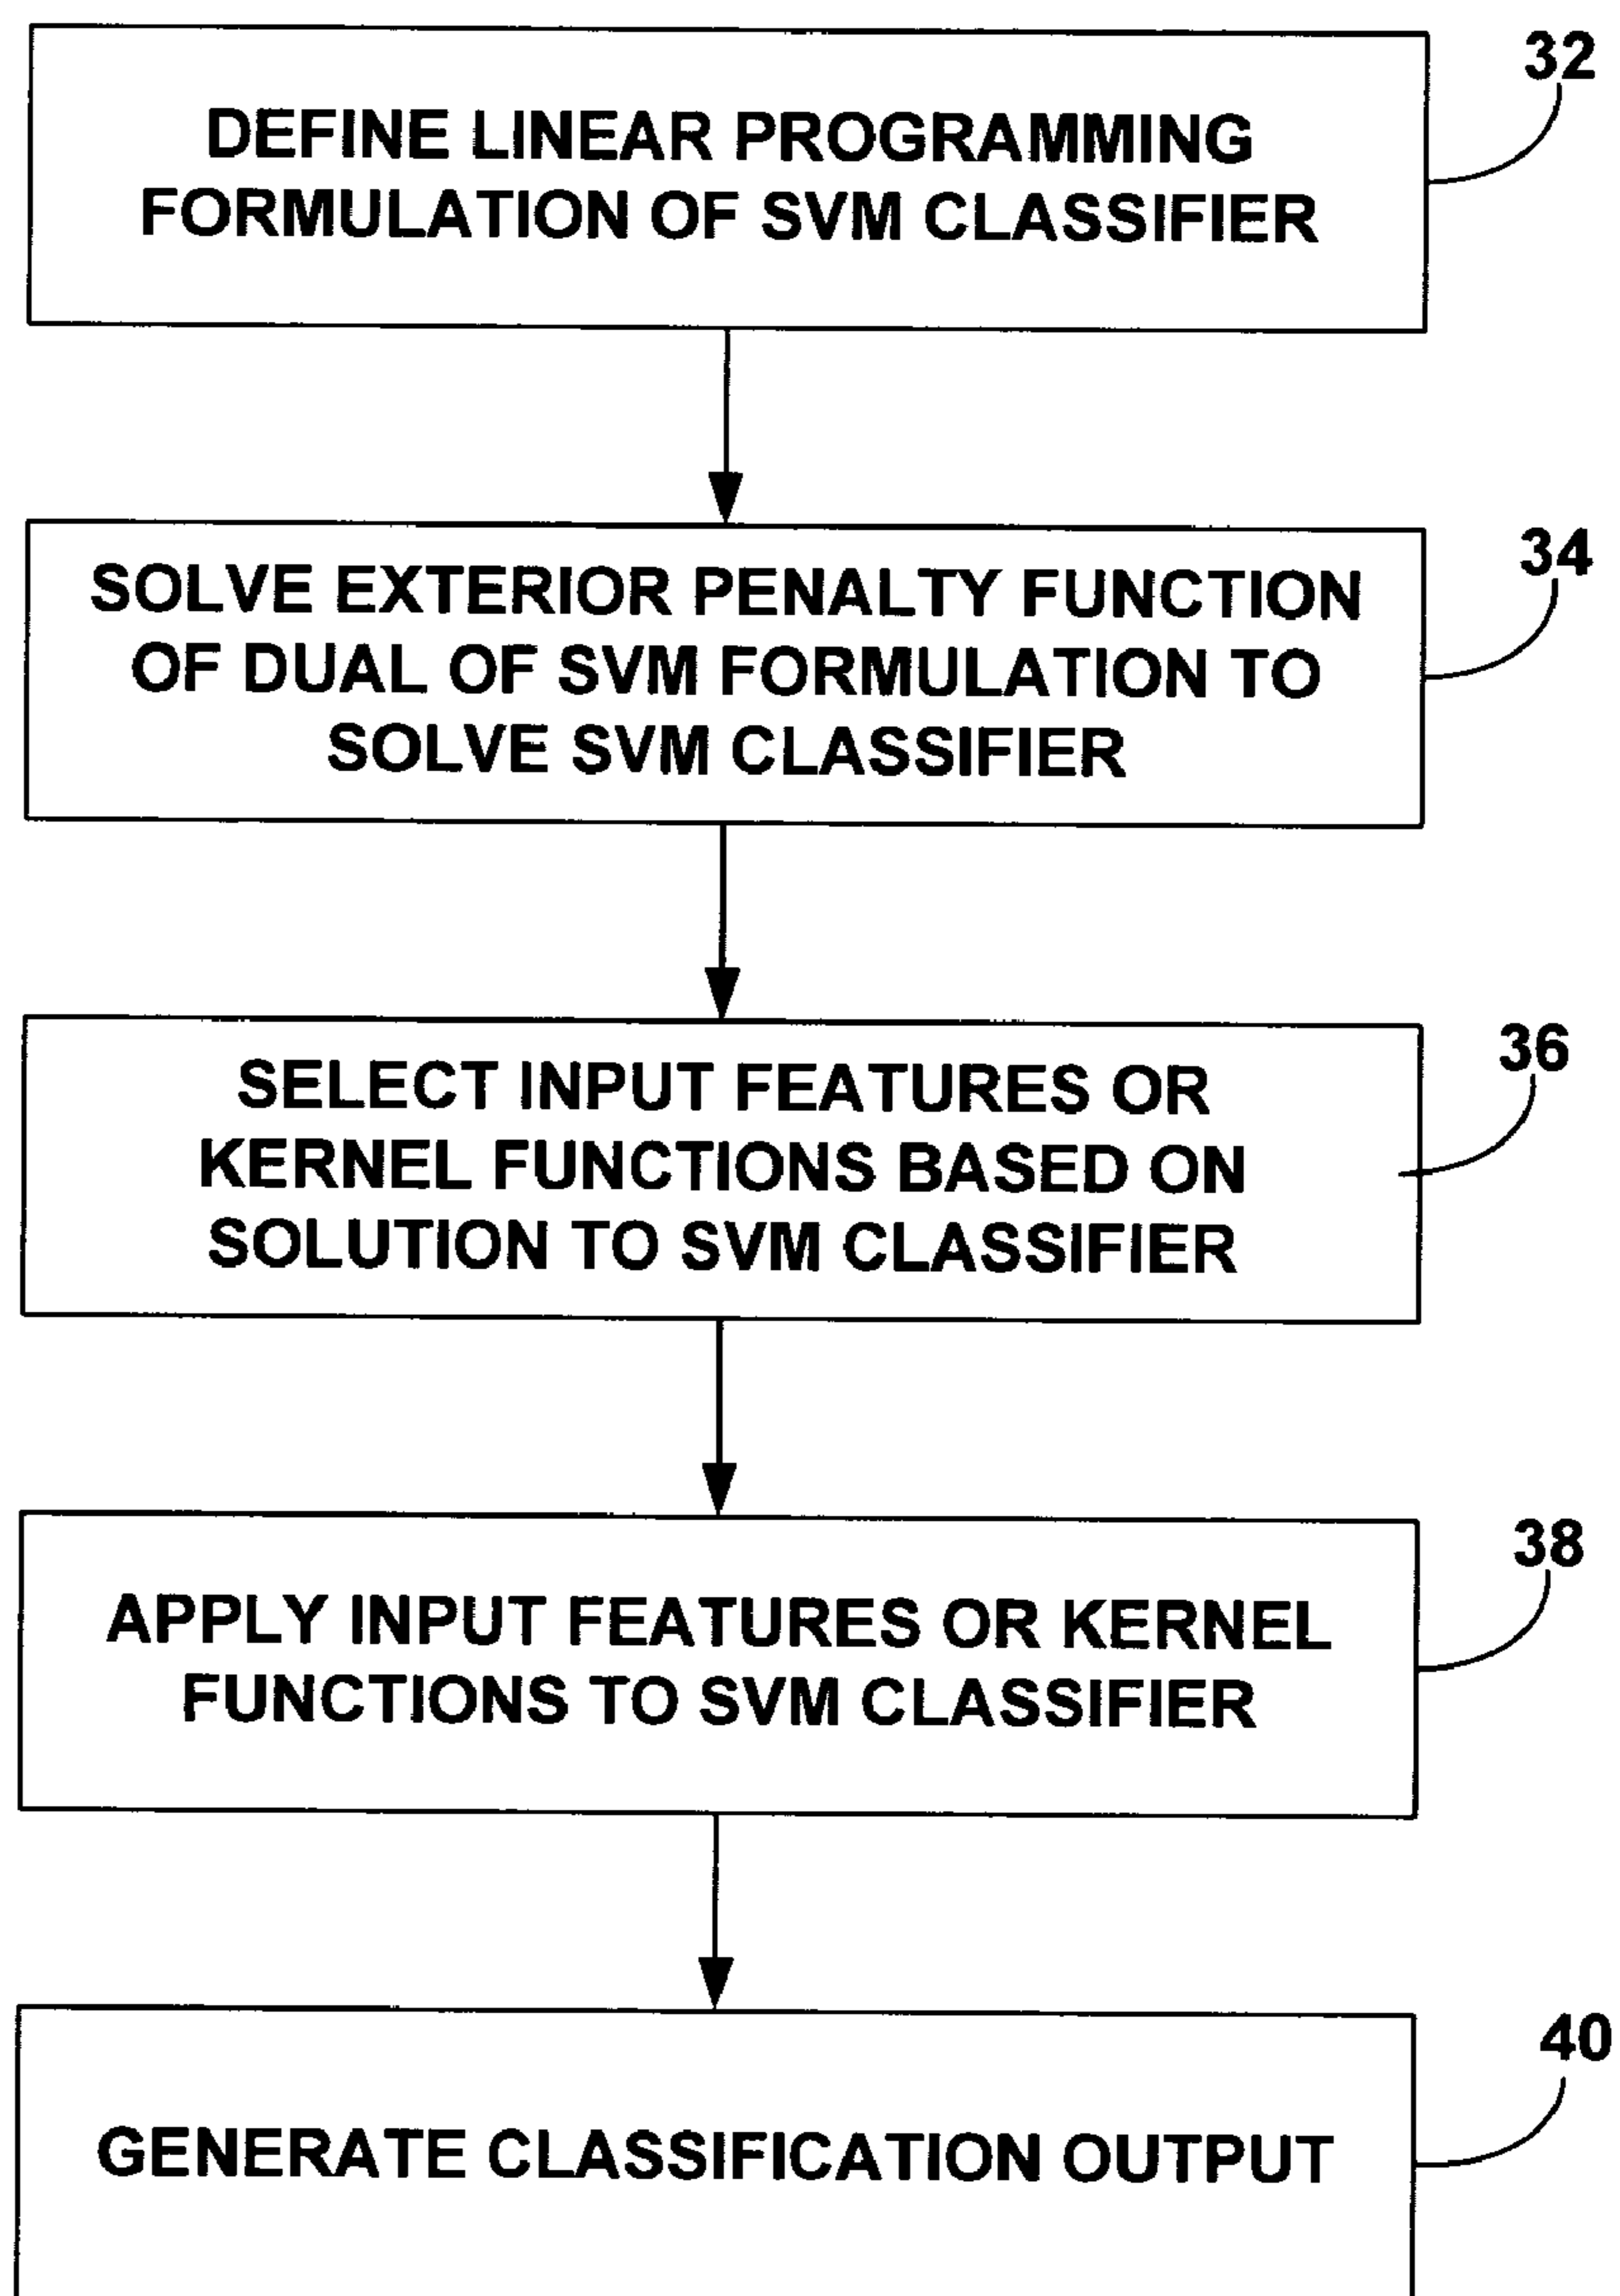 32
DEFINE LINEAR PROGRAMMING
FORMULATION OF SVM CLASSIFIER
34
SOLVE EXTERIOR PENALTY FUNCTION
OF DUAL OF SVM FORMULATION TO
SOLVE SVM CLASSIFIER
36
SELECT INPUT FEATURES OR
KERNEL FUNCTIONS BASED ON
SOLUTION TO SVM CLASSIFIER
38
APPLY INPUT FEATURES OR KERNEL
FUNCTIONS TO SVM CLASSIFIER
40
GENERATE CLASSIFICATION OUTPUT